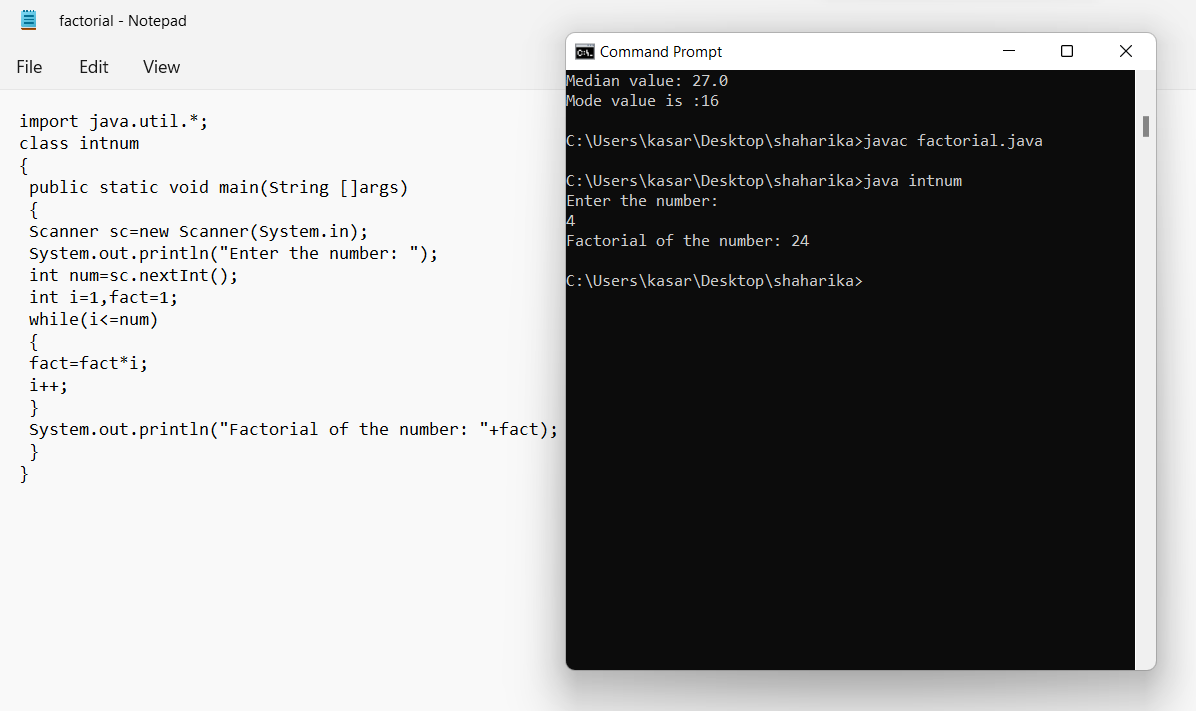 factorial - Notepad
File Edit View
import java.util.*;
class intnum
{
public static void main(String []args)
{
Scanner sc=new Scanner(System.in);
System.out.println("Enter the number: ");
int num=sc.nextInt();
int i=1,fact=1;
while(i<=num)
{
fact=fact*i;
i++;
}
System.out.println("Factorial of the number: "+fact);
}
}
C:\.
Command Prompt
Median value: 27.0
Mode value is :16
C:\Users\kasar\Desktop\shaharika>javac factorial.java
C:\Users\kasar\Desktop\shaharika>java intnum
Enter the number:
4
Factorial of the number: 24
C:\Users\kasar\Desktop\shaharika>